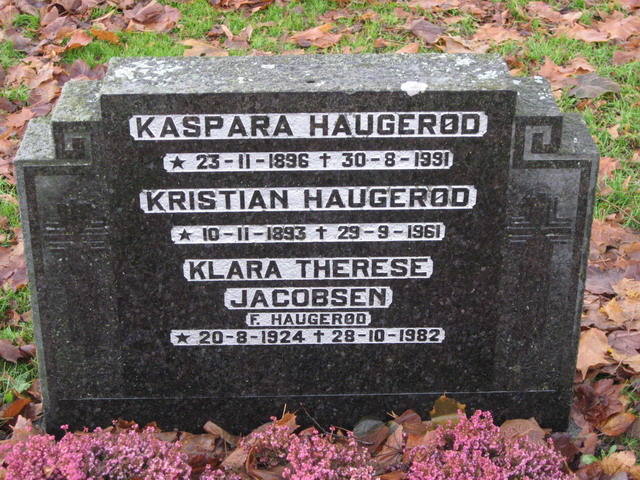 KASPARA HAUGERØD
★ 23-11-1896 ✝ 30-8-1991
KRISTIAN HAUGERØD
★ 10-11-1893 ✝ 29-9-1961
KLARA THERESE
JACOBSEN
F. HAUGERØD
★ 20-8-1924 ✝ 28-10-1982